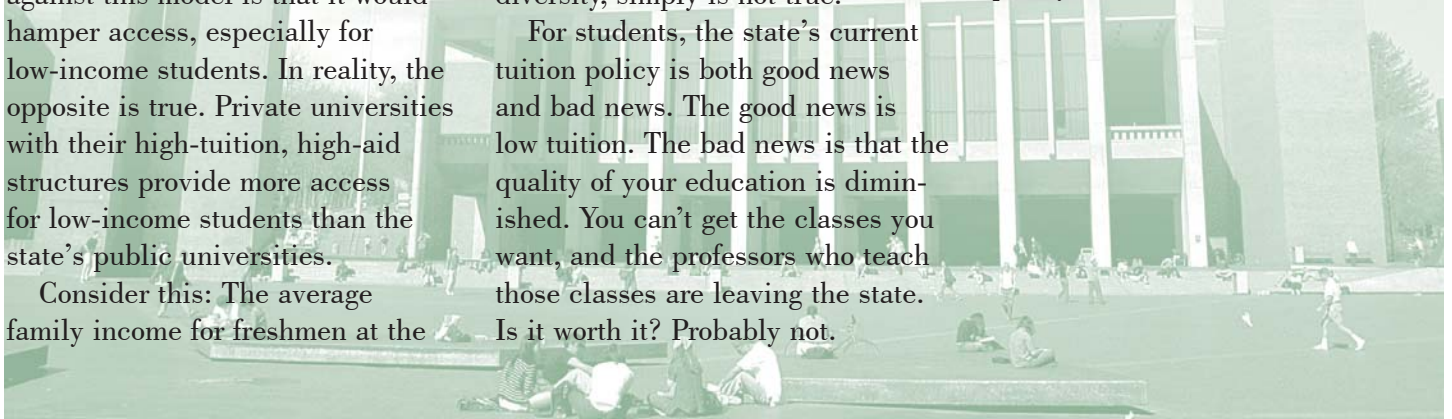 against this model is that it would
hamper access, especially for
low-income students. In reality, the
opposite is true. Private universities
with their high-tuition, high-aid
structures provide more access
for low-income students than the
state’s public universities.
Consider this: The average
family income for freshmen at the
diversity, simply is not true.
For students, the state’s current
tuition policy is both good news
and bad news. The good news is
low tuition. The bad news is that the
quality of your education is dimin-
ished. You can’t get the classes you
want, and the professors who teach
those classes are leaving the state.
Is it worth it? Probably not.